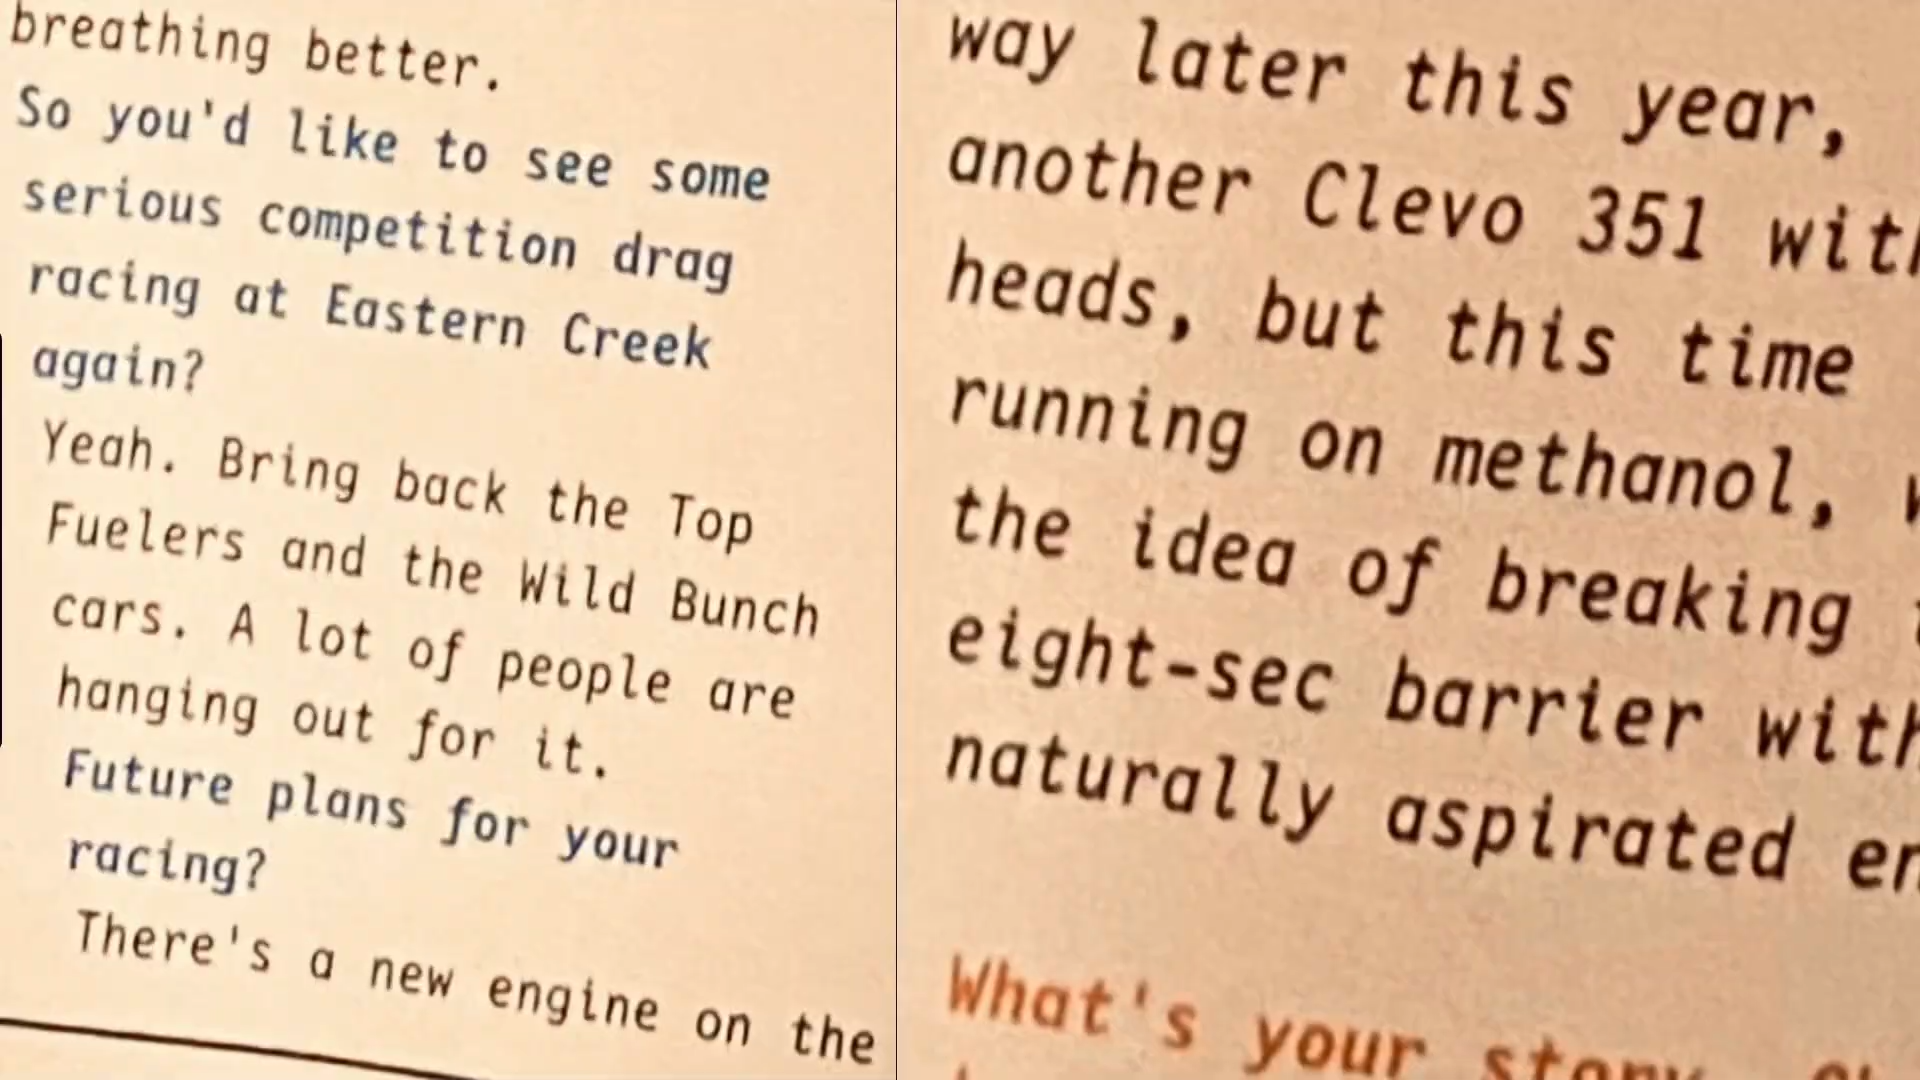 breathing better.
So you'd like to see some
serious competition drag
racing at Eastern Creek
again?
Yeah. Bring back the Top
Fuelers and the Wild Bunch
cars. A lot of people are
hanging out for it.
Future plans for your
racing?
There's a new engine on the
way later this year,
another Clevo 351 with
heads, but this time
running on methanol,
the idea of breaking
eight-sec barrier with
naturally aspirated
What's your story,